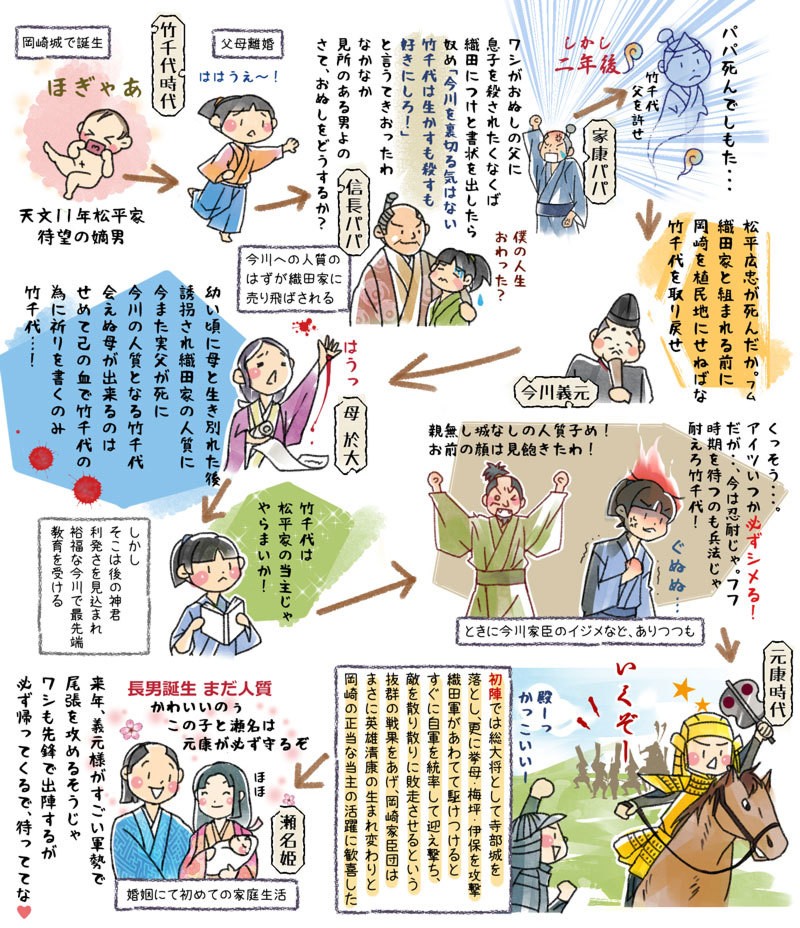 岡崎城で誕生
竹千代時代
ほぎゃあ
天文11年松平家
待望の嫡男
父母離婚
ははうえ~!
ワシがおぬしの父に
息子を殺されたくなくば
織田につけと書状を出したら
奴め「今川を裏切る気はない
竹千代は生かすも殺すも
好きにしろ!」
と言うてきおったわ
なかなか
見所のある男よの
さて、おぬしをどうするか?
信長パパ
僕の人生
おわった?
今川への人質の
はずが織田家に
売り飛ばされる
家康パパ
しかし
二年後
パパ死んでしもた・・・
竹千代
父を許せ
松平広忠が死んだか。フム
織田家と組まれる前に
岡崎を植民地にせねばな
竹千代を取り戻せ
今川義元
はうっ
母 於大
幼い頃に母と生き別れた後
誘拐され織田家の人質に
今また実父が死に
今川の人質となる竹千代
会えぬ母が出来るのは
せめて己の血で竹千代の
為に祈りを書くのみ
竹千代…!
しかし
そこは後の神君
利発さを見込まれ
裕福な今川で最先端
教育を受ける
竹千代は
松平家の当主じゃ
やらまいか!
親無し城なしの人質子め!
お前の顔は見飽きたわ!
くっそう・・・。
アイツいつか必ずシメる!
だが・・、今は忍耐じゃ。フフ
時期を待つのも兵法じゃ
耐えろ竹千代!
ぐぬぬ・・・
ときに今川家臣のイジメなど、ありつつも
元康時代
いくぞー
殿ーっ
かっこいいー
初陣では総大将として寺部城を
落とし、更に挙母・梅坪・伊保を攻撃
織田軍があわてて駆けつけると
すぐに自軍を統率して迎え撃ち、
敵を散り散りに敗走させるという
抜群の戦果をあげ、岡崎家臣団は
まさに英雄清康の生まれ変わりと
岡崎の正当な当主の活躍に歓喜した
長男誕生 まだ人質
かわいいのぅ
この子と瀬名は
元康が必ず守るぞ
ほほ
瀬名姫
婚姻にて初めての家庭生活
来年、義元様がすごい軍勢で
尾張を攻めるそうじゃ
ワシも先鋒で出陣するが
必ず帰ってくるで、待っててな